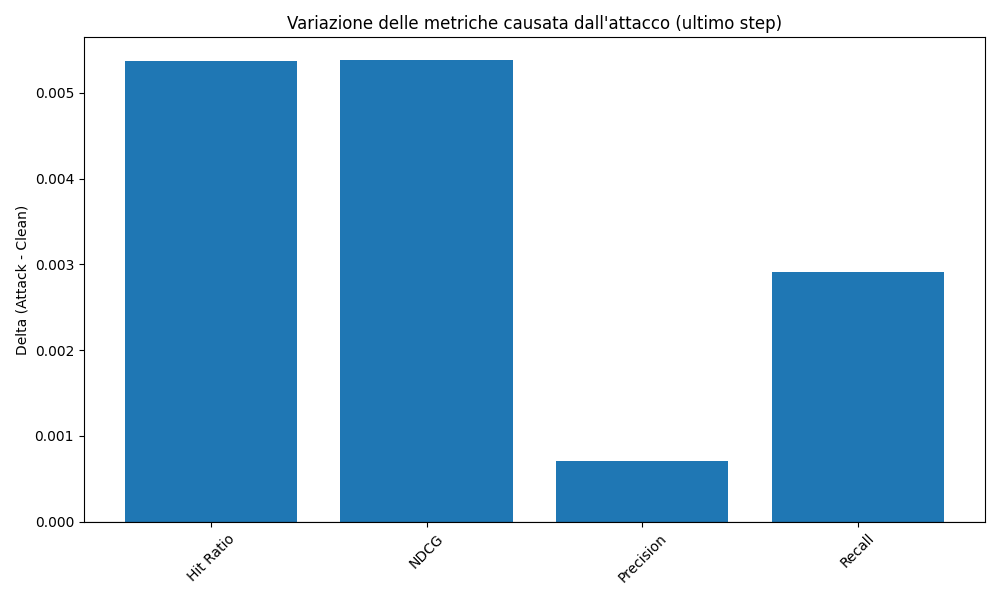 Variazione delle metriche causata dall'attacco (ultimo step)
Delta (Attack - Clean)
0.005
0.004
0.003
0.002
0.001
0.000
Hit Ratio
NDCG
Precision
Recall